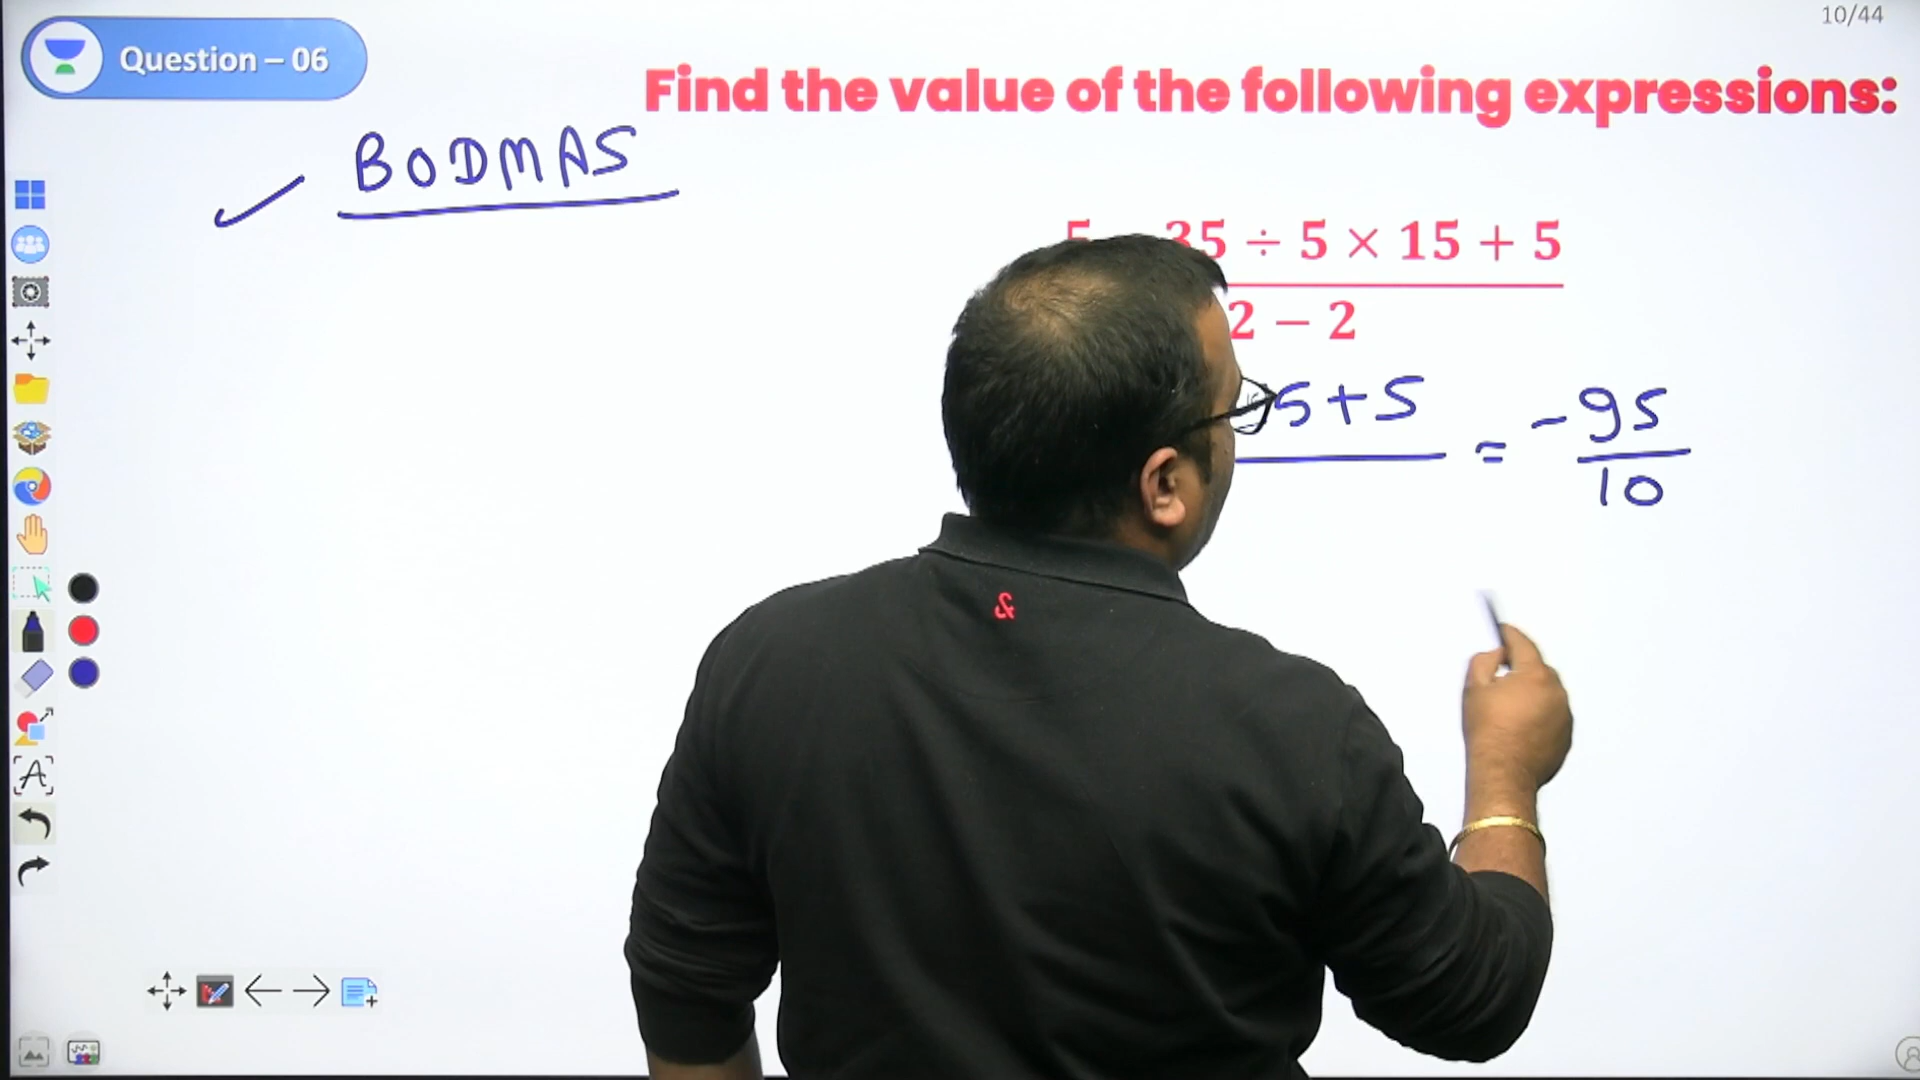 10/44
Question – 06
Find the value of the following expressions:
BODMAS
5 35 ÷ 5 × 15 + 5
2 − 2
5+5
= -95
10